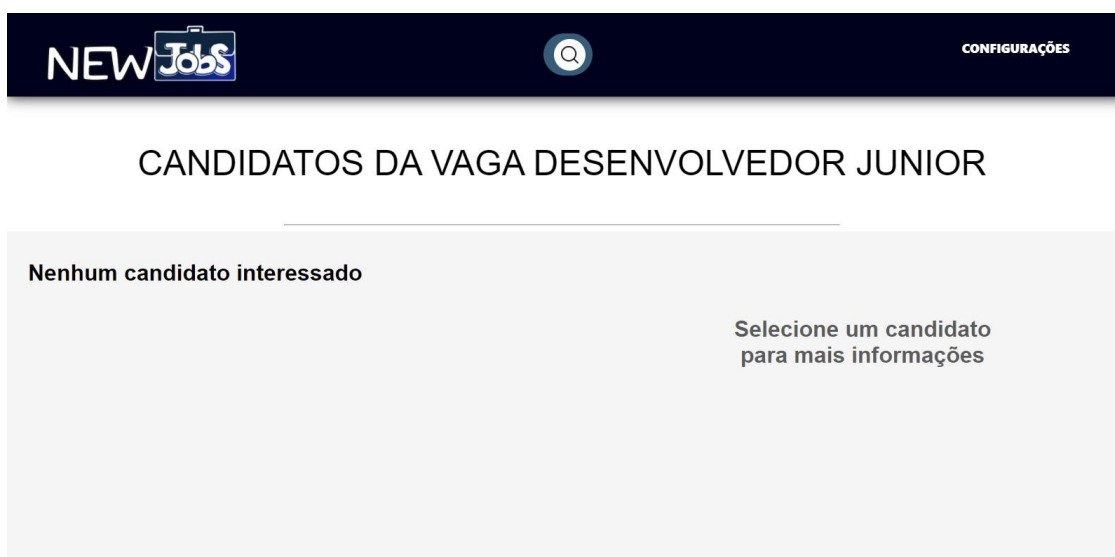 NEW Jobs
CONFIGURAÇÕES
CANDIDATOS DA VAGA DESENVOLVEDOR JUNIOR
Nenhum candidato interessado
Selecione um candidato
para mais informações